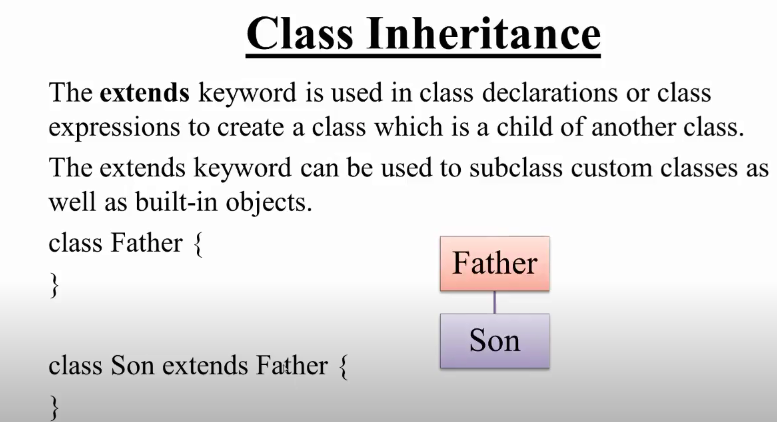 Class Inheritance
The extends keyword is used in class declarations or class
expressions to create a class which is a child of another class.
The extends keyword can be used to subclass custom classes as
well as built-in objects.
class Father {
}
Father
Son
class Son extends Father {
}